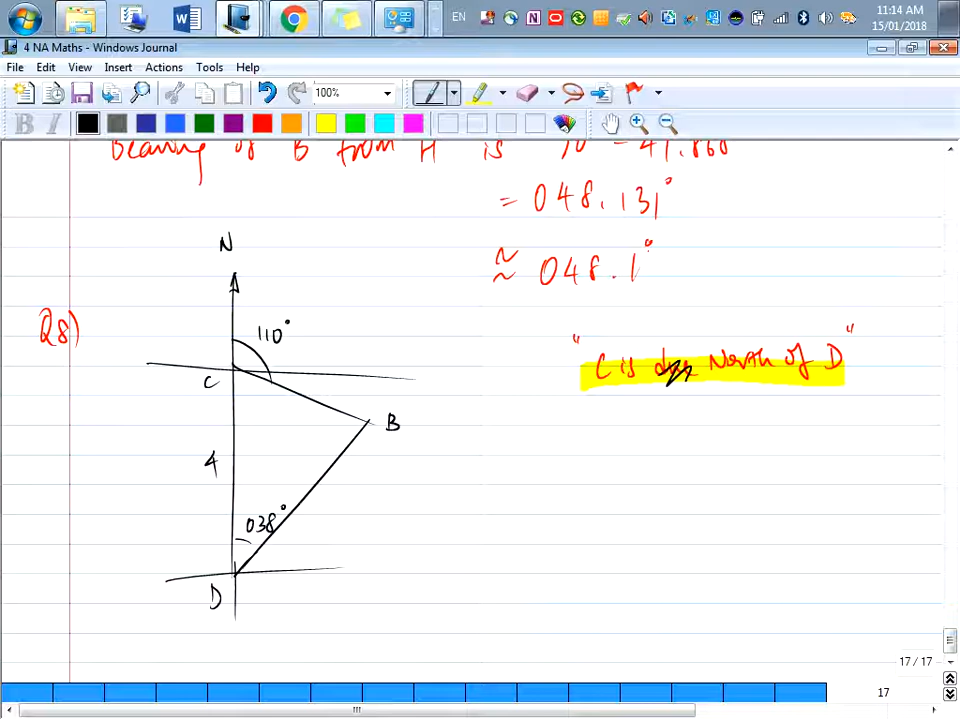 EN
11:14 AM
15/01/2018
4 NA Maths - Windows Journal
File Edit View Insert Actions Tools Help
100%
B I
bearing of B from H is 90 - 41.860
= 048.131°
≈ 048.1°
N
Q8)
110°
"C is due North of D"
C
B
4
038°
D
17 / 17
17